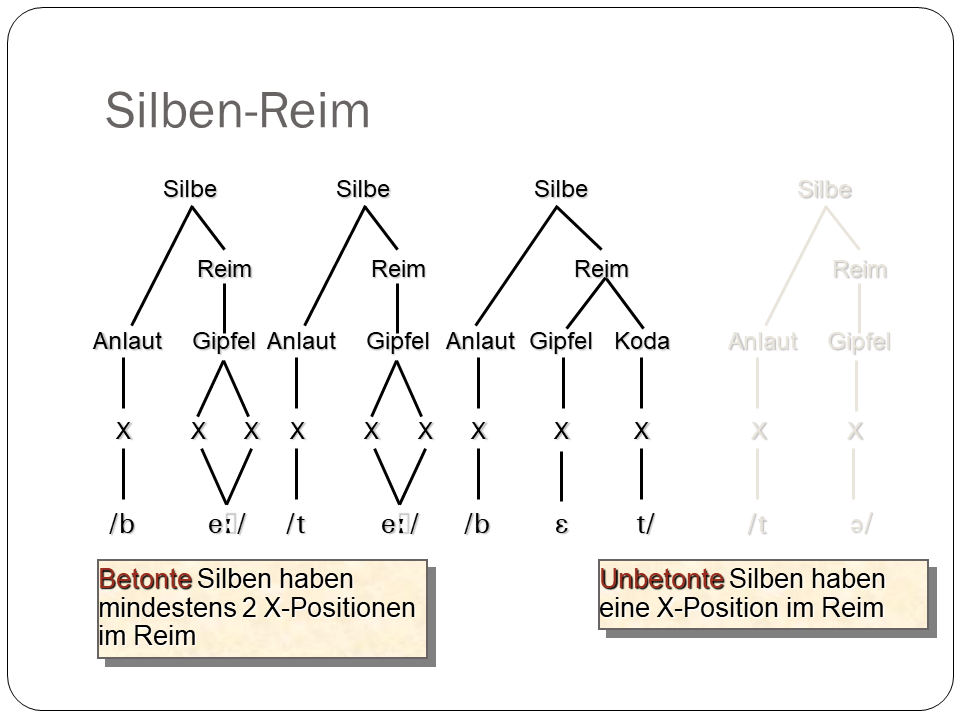 Silben-Reim
Silbe Silbe Silbe Silbe
Reim Reim Reim Reim
Anlaut Gipfel Anlaut Gipfel Anlaut Gipfel Koda Anlaut Gipfel
X X X X X X X X X X X
/b eː/ /t eː/ /b ɛ t/ /t ə/
Betonte Silben haben
mindestens 2 X-Positionen
im Reim
Unbetonte Silben haben
eine X-Position im Reim